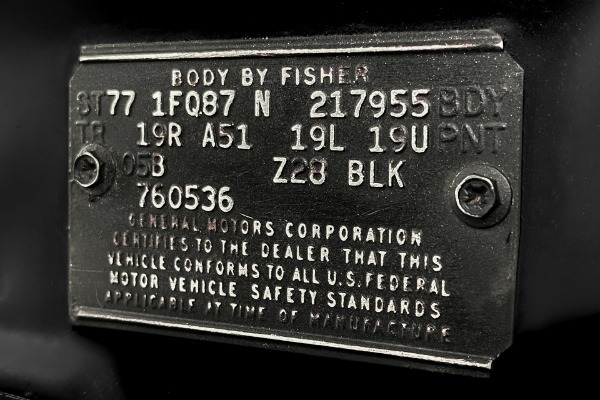 BODY BY FISHER
ST77 1FQ87 N 217955 BDY
TR 19R A51 19L 19U PNT
05B Z28 BLK
760536
GENERAL MOTORS CORPORATION
CERTIFIES TO THE DEALER THAT THIS
VEHICLE CONFORMS TO ALL U.S. FEDERAL
MOTOR VEHICLE SAFETY STANDARDS
APPLICABLE AT TIME OF MANUFACTURE